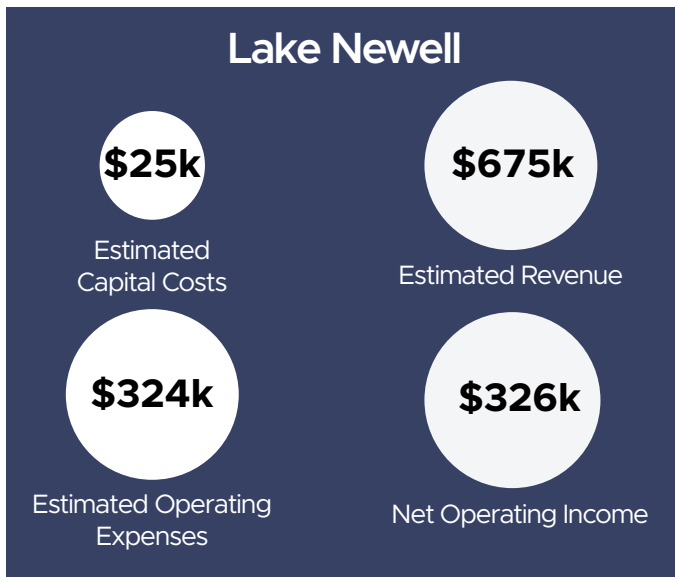 Lake Newell
$25k
Estimated
Capital Costs
$675k
Estimated Revenue
$324k
Estimated Operating
Expenses
$326k
Net Operating Income